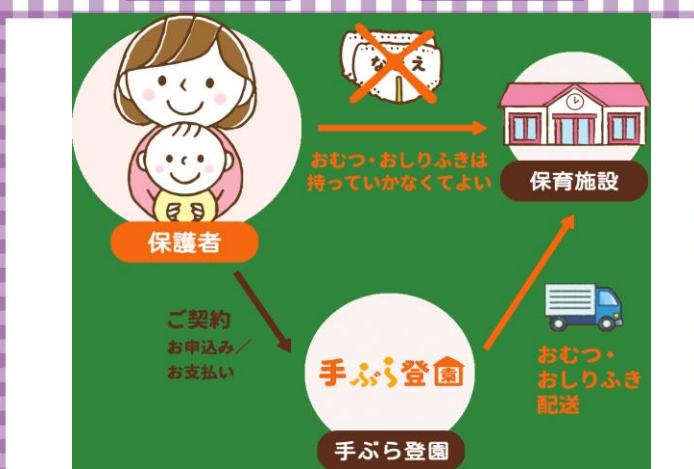 なえ
おむつ・おしりふきは
持っていかなくてよい
保育施設
保護者
ご契約
お申込み／
お支払い
手ぶら登園
手ぶら登園
おむつ・
おしりふき
配送